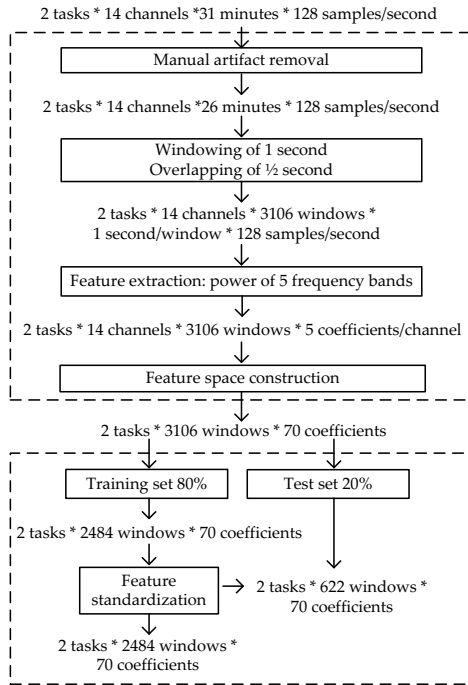 2 tasks * 14 channels *31 minutes * 128 samples/second
Manual artifact removal
2 tasks * 14 channels *26 minutes * 128 samples/second
Windowing of 1 second
Overlapping of ½ second
2 tasks * 14 channels * 3106 windows *
1 second/window * 128 samples/second
Feature extraction: power of 5 frequency bands
2 tasks * 14 channels * 3106 windows * 5 coefficients/channel
Feature space construction
2 tasks * 3106 windows * 70 coefficients
Training set 80%
Test set 20%
2 tasks * 2484 windows * 70 coefficients
Feature
standardization
2 tasks * 622 windows *
70 coefficients
2 tasks * 2484 windows *
70 coefficients